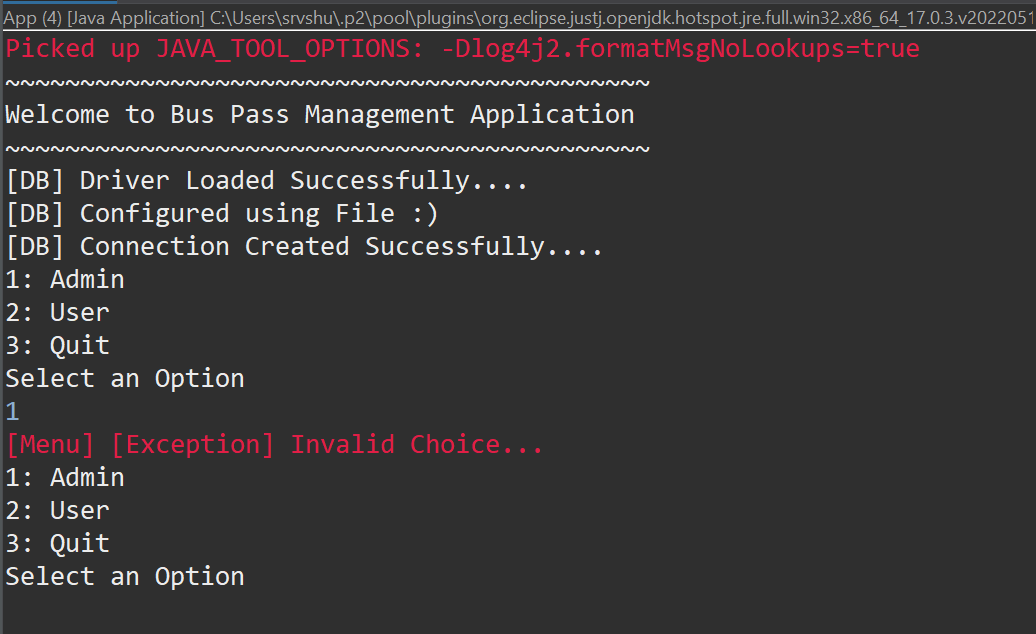 App (4) [Java Application] C:\Users\srvshu\.p2\pool\plugins\org.eclipse.justj.openjdk.hotspot.jre.full.win32.x86_64_17.0.3.v2022051
Picked up JAVA_TOOL_OPTIONS: -Dlog4j2.formatMsgNoLookups=true
~~~~~~~~~~~~~~~~~~~~~~~~~~~~~~~~~~~~~~~~~~~
Welcome to Bus Pass Management Application
~~~~~~~~~~~~~~~~~~~~~~~~~~~~~~~~~~~~~~~~~~~
[DB] Driver Loaded Successfully....
[DB] Configured using File :)
[DB] Connection Created Successfully....
1: Admin
2: User
3: Quit
Select an Option
1
[Menu] [Exception] Invalid Choice...
1: Admin
2: User
3: Quit
Select an Option